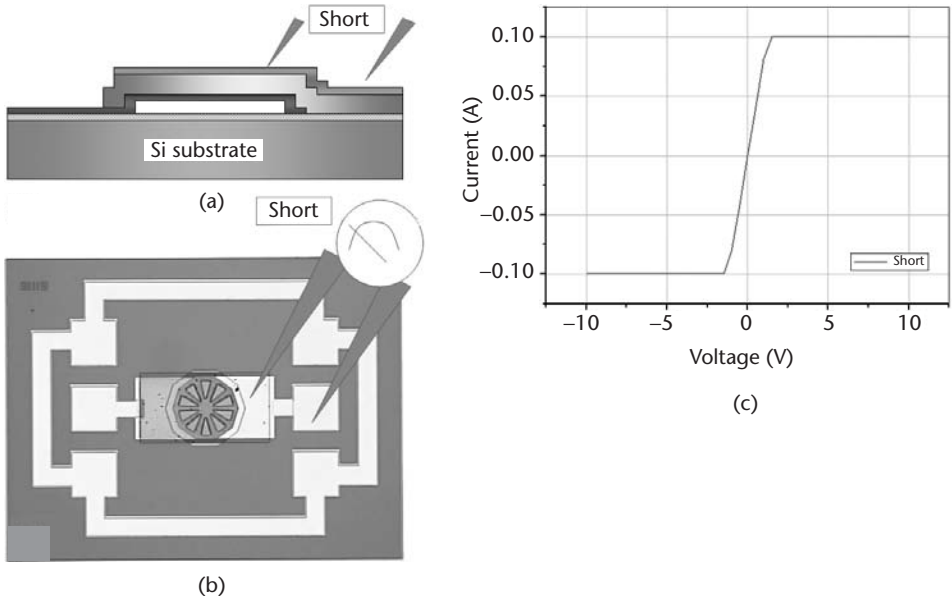 Short
Si substrate
(a)
Short
(b)
Current (A)
0.10
0.05
0.00
−0.05
−0.10
Short
−10
−5
0
5
10
Voltage (V)
(c)